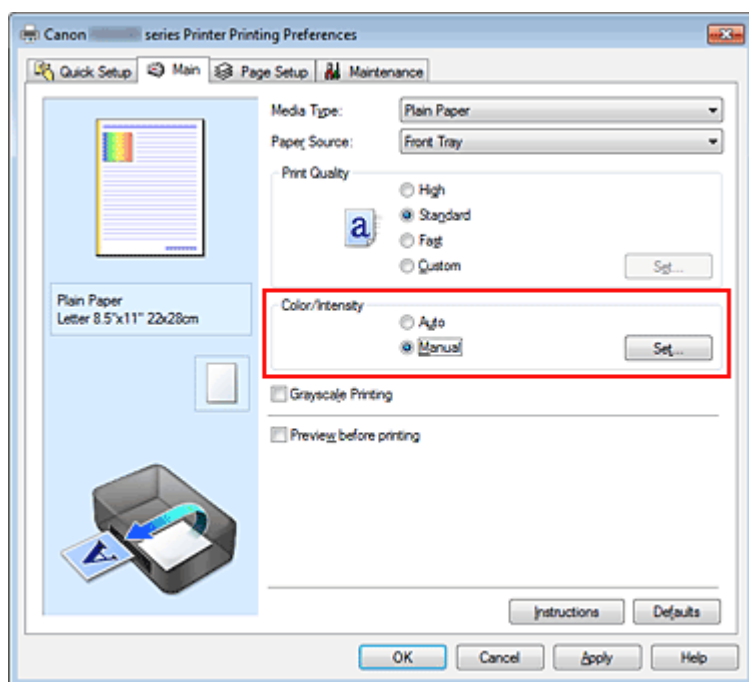 Canon series Printer Printing Preferences
Quick Setup Main Page Setup Maintenance
Media Type: Plain Paper
Paper Source: Front Tray
Print Quality
High
a Standard
Fast
Custom Set...
Plain Paper
Letter 8.5"x11" 22x28cm
Color/Intensity
Auto
Manual Set...
Grayscale Printing
Preview before printing
A
Instructions Defaults
OK Cancel Apply Help